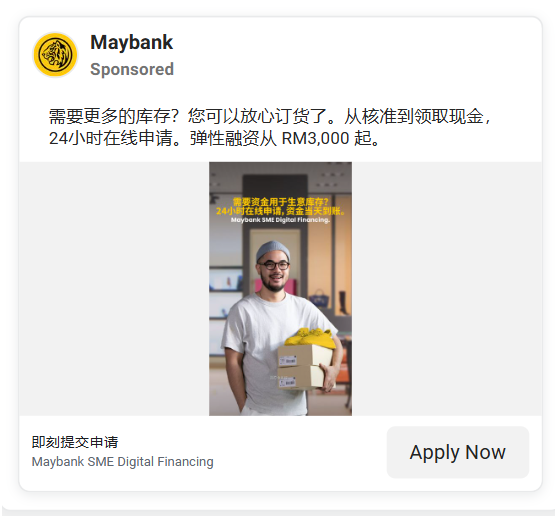 Maybank
Sponsored
需要更多的库存？您可以放心订货了。从核准到领取现金，
24小时在线申请。弹性融资从 RM3,000 起。
需要资金用于生意库存？
24小时在线申请，资金当天到账。
Maybank SME Digital Financing.
即刻提交申请
Maybank SME Digital Financing
Apply Now